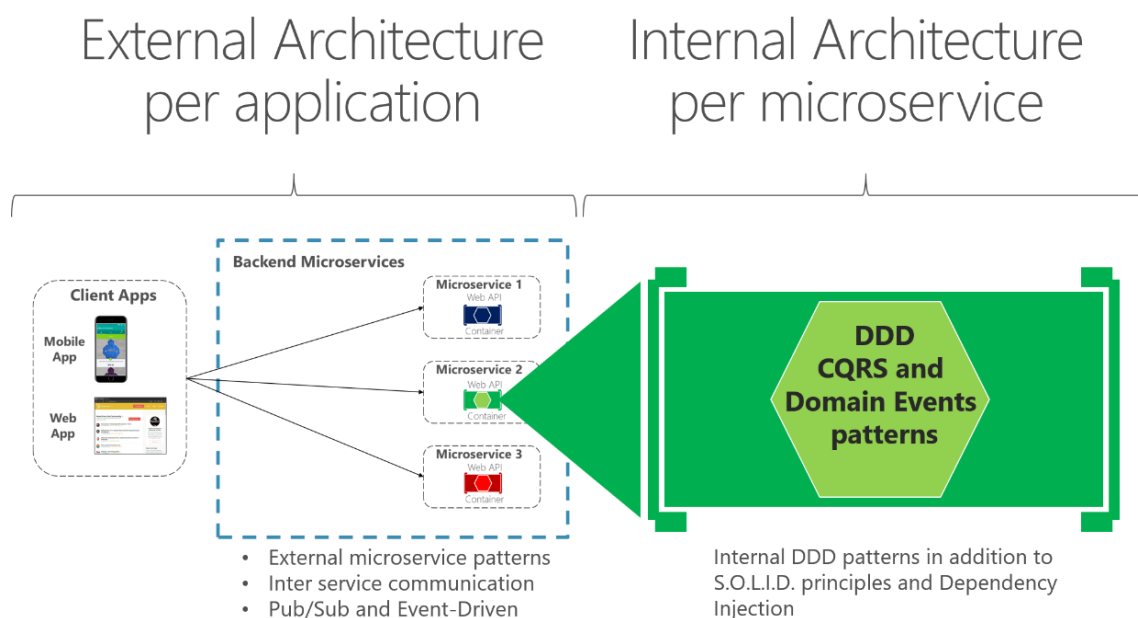 External Architecture
per application
Internal Architecture
per microservice
Backend Microservices
Client Apps
Mobile
App
Web
App
Microservice 1
Web API
Container
Microservice 2
Web API
Container
Microservice 3
Web API
Container
DDD
CQRS and
Domain Events
patterns
• External microservice patterns
• Inter service communication
• Pub/Sub and Event-Driven
Internal DDD patterns in addition to
S.O.L.I.D. principles and Dependency
Injection